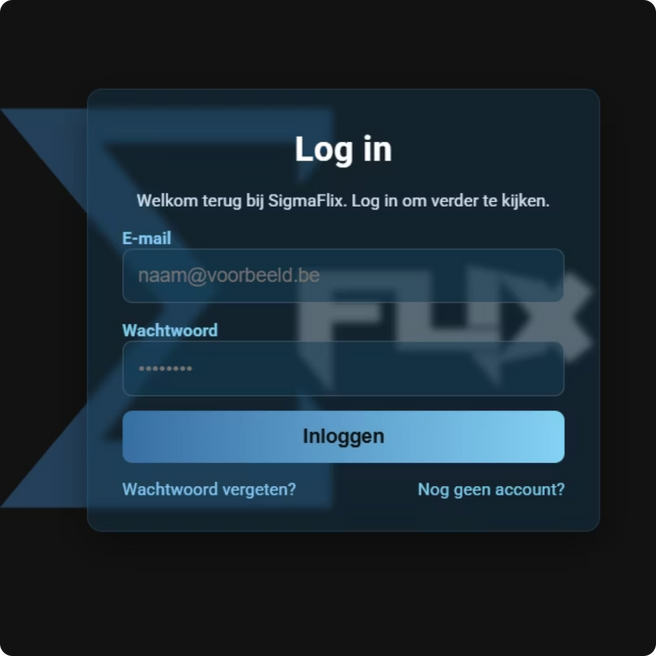 Log in
Welkom terug bij SigmaFlix. Log in om verder te kijken.
E-mail
naam@voorbeeld.be
FLIX
Wachtwoord
••••••••
Inloggen
Wachtwoord vergeten? Nog geen account?